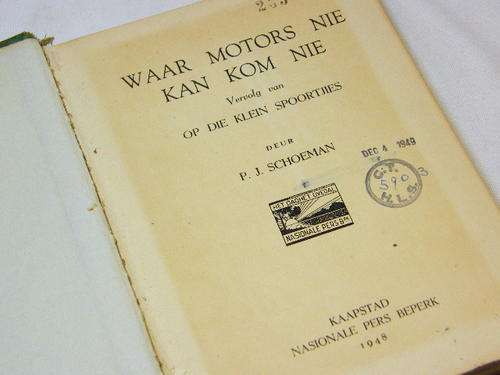 WAAR MOTORS NIE
KAN KOM NIE
Vervolg van
OP DIE KLEIN SPOORTJIES
DEUR
P. J. SCHOEMAN
DEC 4 1949
590
H.L.S.S
NASIONALE PERS BPK
KAAPSTAD
NASIONALE PERS BEPERK
1948